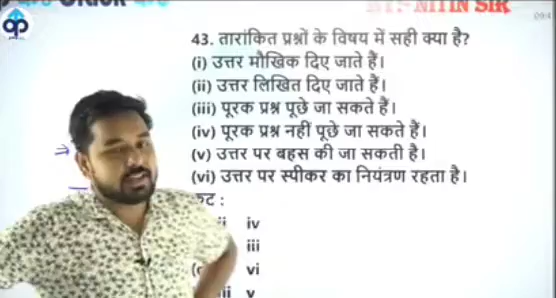 BY:- NITIN SIR
43. तारांकित प्रश्नों के विषय में सही क्या है?
(i) उत्तर मौखिक दिए जाते हैं।
(ii) उत्तर लिखित दिए जाते हैं।
(iii) पूरक प्रश्न पूछे जा सकते हैं।
(iv) पूरक प्रश्न नहीं पूछे जा सकते हैं।
(v) उत्तर पर बहस की जा सकती है।
(vi) उत्तर पर स्पीकर का नियंत्रण रहता है।
iv
iii
vi
v